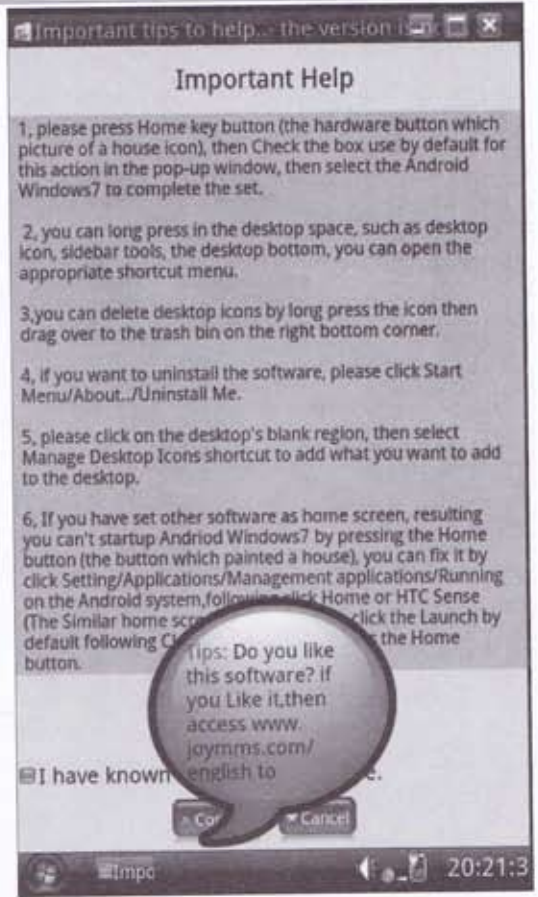 Important tips to help..- the version
Important Help
1, please press Home key button (the hardware button which
picture of a house icon), then Check the box use by default for
this action in the pop-up window, then select the Android
Windows7 to complete the set.
2, you can long press in the desktop space, such as desktop
icon, sidebar tools, the desktop bottom, you can open the
appropriate shortcut menu.
3,you can delete desktop icons by long press the icon then
drag over to the trash bin on the right bottom corner.
4, if you want to uninstall the software, please click Start
Menu/About../Uninstall Me.
5, please click on the desktop's blank region, then select
Manage Desktop Icons shortcut to add what you want to add
to the desktop.
6, If you have set other software as home screen, resulting
you can't startup Andriod Windows7 by pressing the Home
button (the button which painted a house), you can fix it by
click Setting/Applications/Management applications/Running
on the Android system,following click Home or HTC Sense
(The Similar home click the Launch by
default following the Home
button.
Tips: Do you like
this software? if
you Like it,then
access www.
joymms.com/
english to
I have known
Cancel
Impo
20:21:3